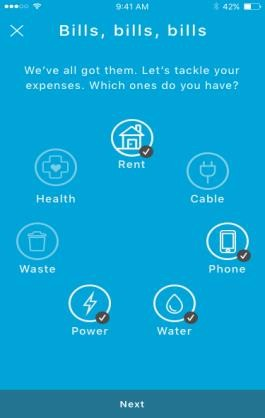 9:41 AM
42%
Bills, bills, bills
We've all got them. Let's tackle your
expenses. Which ones do you have?
Rent
Health
Cable
Waste
Phone
Power
Water
Next